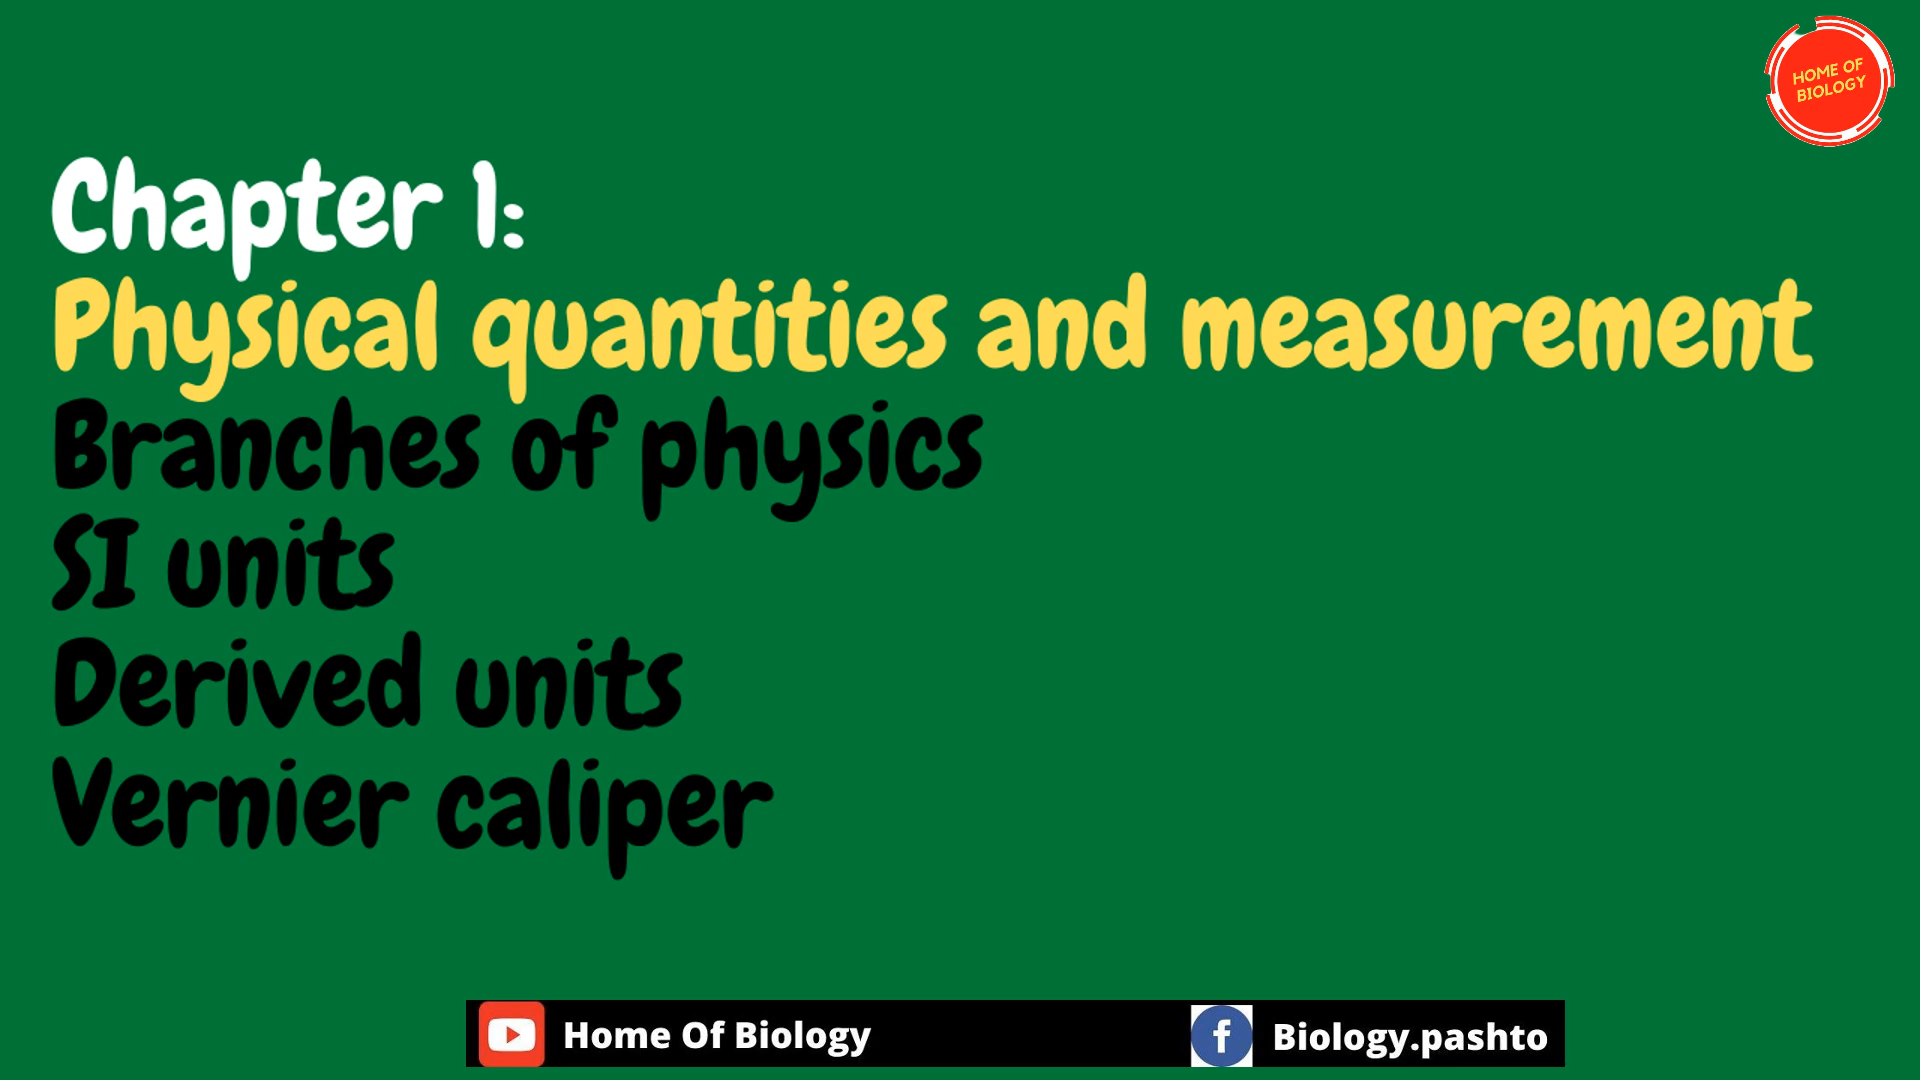 HOME OF
BIOLOGY
Chapter 1:
Physical quantities and measurement
Branches of physics
SI units
Derived units
Vernier caliper
Home Of Biology
Biology.pashto